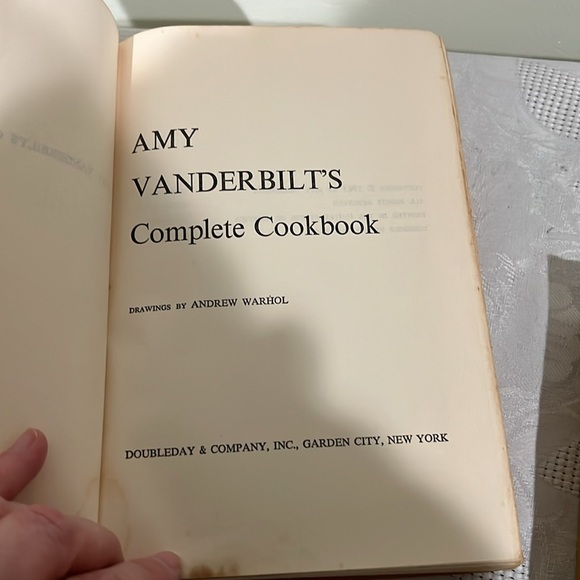 AMY
VANDERBILT'S
Complete Cookbook
DRAWINGS BY ANDREW WARHOL
DOUBLEDAY & COMPANY, INC., GARDEN CITY, NEW YORK